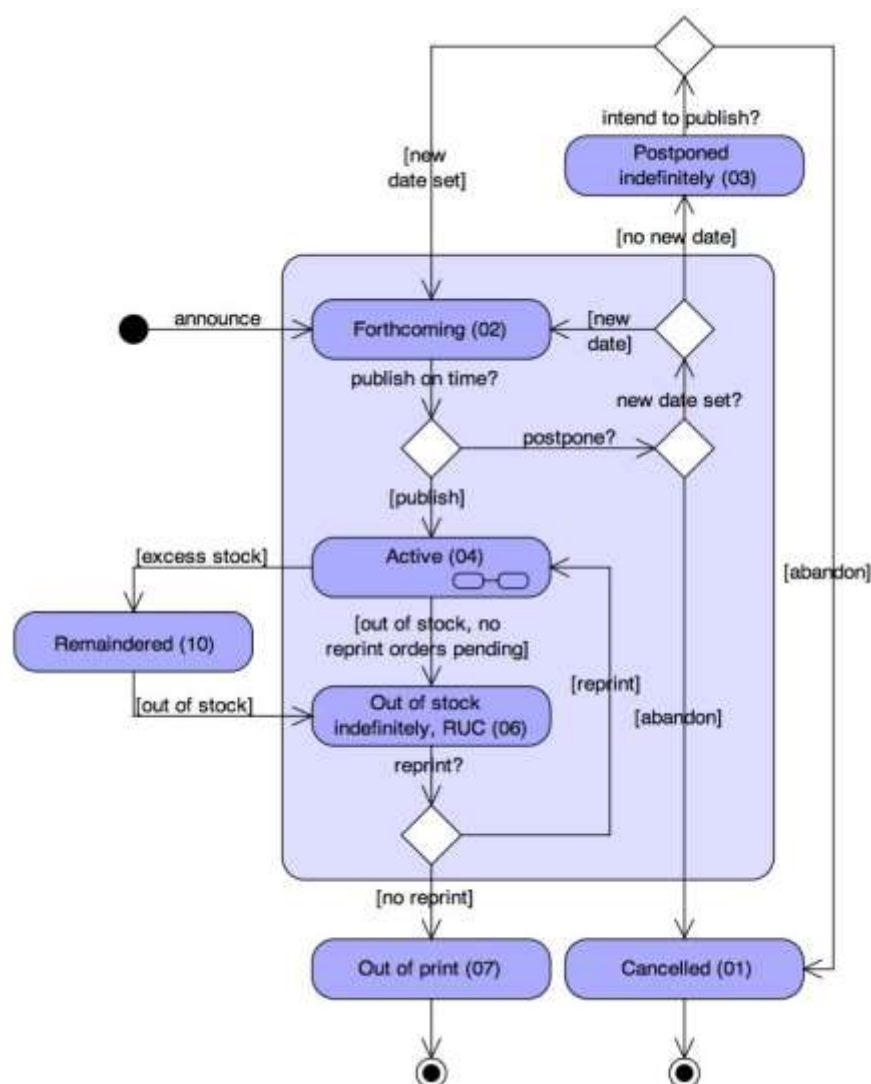 intend to publish?
Postponed
indefinitely (03)
[new
date set]
[no new date]
announce
Forthcoming (02)
[new
date]
publish on time?
new date set?
postpone?
[publish]
[excess stock]
Active (04)
[abandon]
[out of stock, no
reprint orders pending]
Remaindered (10)
[reprint]
[out of stock]
Out of stock
indefinitely, RUC (06)
[abandon]
reprint?
[no reprint]
Out of print (07)
Cancelled (01)